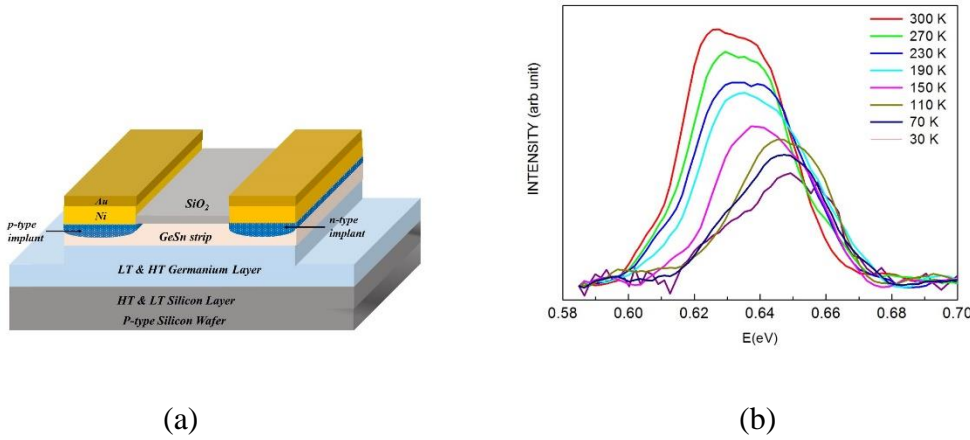 Au
Ni
SiO2
p-type
implant
n-type
implant
GeSn strip
LT & HT Germanium Layer
HT & LT Silicon Layer
P-type Silicon Wafer
(a)
INTENSITY (arb unit)
300 K
270 K
230 K
190 K
150 K
110 K
70 K
30 K
0.58 0.60 0.62 0.64 0.66 0.68 0.70
E(eV)
(b)